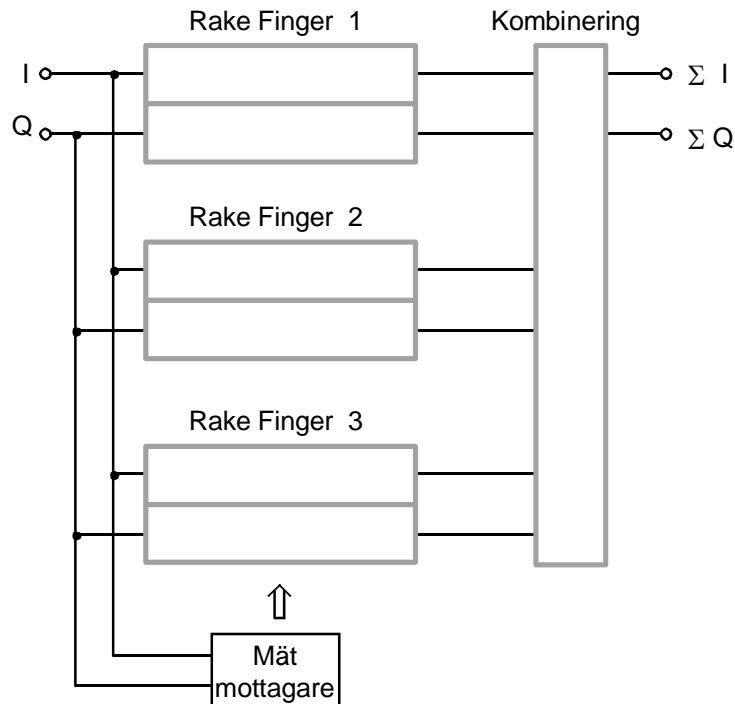 Rake Finger 1
Kombinering
I
Σ I
Q
Σ Q
Rake Finger 2
Rake Finger 3
Mät
mottagare